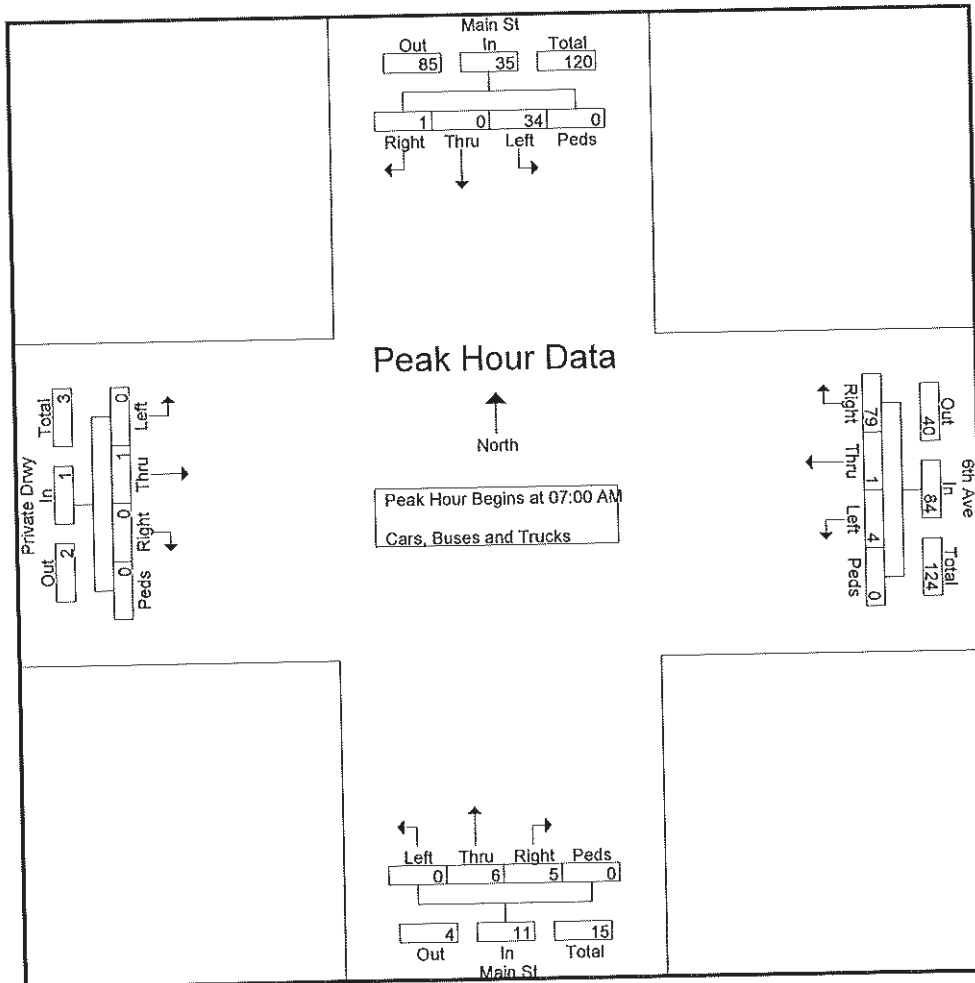 Main St
Out In Total
85 35 120
1 0 34 0
Right Thru Left Peds
Peak Hour Data
North
Peak Hour Begins at 07:00 AM
Cars, Buses and Trucks
Private Drwy
Out In Total
2 1 3
0 1 0 0
Left Thru Right Peds
6th Ave
Out In Total
40 84 124
79 1 4 0
Right Thru Left Peds
Left Thru Right Peds
0 6 5 0
4 11 15
Out In Total
Main St